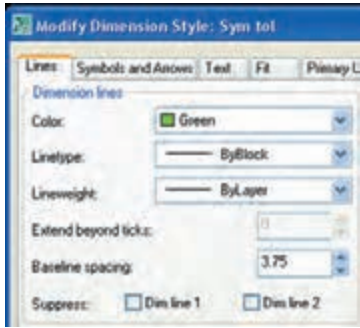 Modify Dimension Style: Sym tol
Lines Symbols and Arrows Text Fit Primary
Dimension lines
Color: Green
Linetype: ByBlock
Lineweight: ByLayer
Extend beyond ticks: 0
Baseline spacing: 3.75
Suppress: Dim line 1 Dim line 2